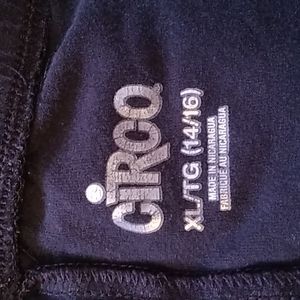 CIRCO
XL/TG (14/16)
MADE IN NICARAGUA
FABRIQUÉ AU NICARAGUA